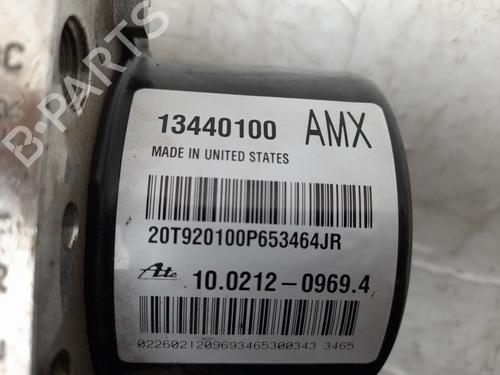 B-PARTS
C
13440100 AMX
MADE IN UNITED STATES
20T920100P653464JR
Ate 10.0212-0969.4
0226021209693465300343 3465